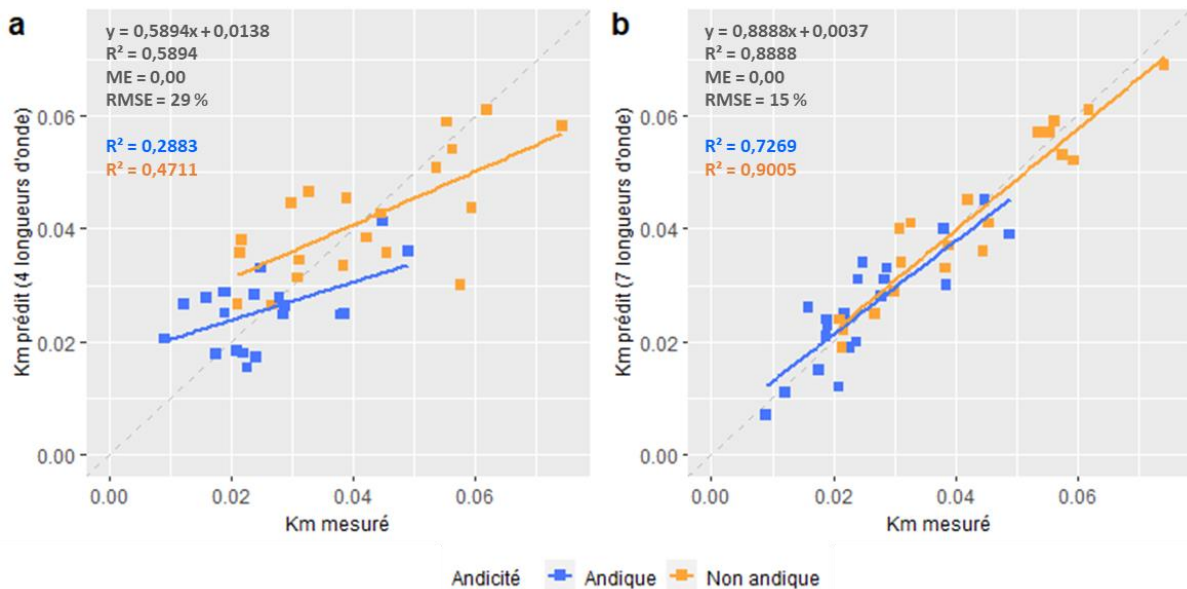 a
y = 0,5894x + 0,0138
R² = 0,5894
ME = 0,00
RMSE = 29 %
R² = 0,2883
R² = 0,4711
Km prédit (4 longueurs d'onde)
0.06
0.04
0.02
0.00
0.00 0.02 0.04 0.06
Km mesuré
b
y = 0,8888x + 0,0037
R² = 0,8888
ME = 0,00
RMSE = 15 %
R² = 0,7269
R² = 0,9005
Km prédit (7 longueurs d'onde)
0.06
0.04
0.02
0.00
0.00 0.02 0.04 0.06
Km mesuré
Andicité Andique Non andique